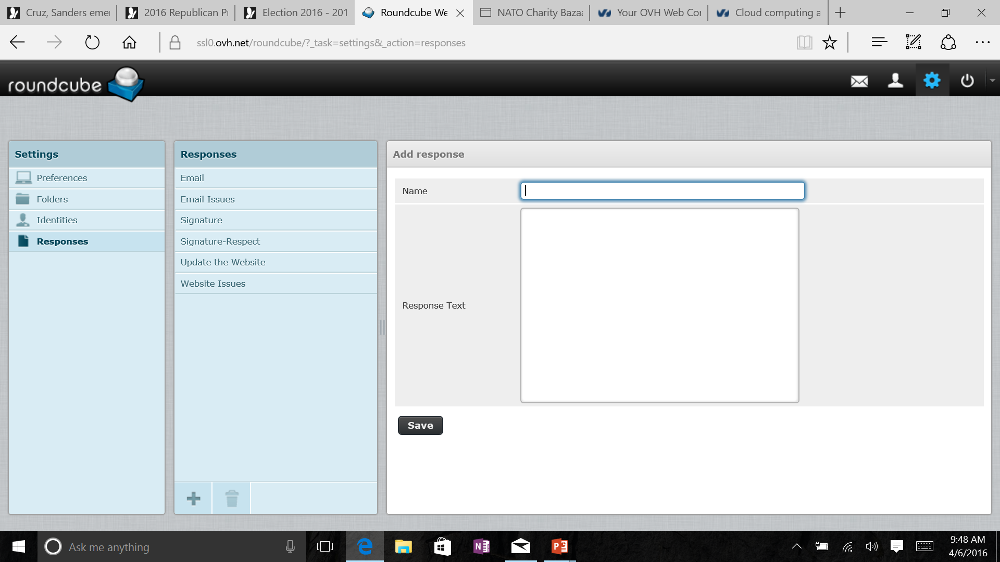 Cruz, Sanders emer
2016 Republican Pr
Election 2016 - 201
Roundcube We
NATO Charity Bazaa
Your OVH Web Con
Cloud computing a
ssl0.ovh.net/roundcube/?_task=settings&_action=responses
roundcube
Settings
Preferences
Folders
Identities
Responses
Responses
Email
Email Issues
Signature
Signature-Respect
Update the Website
Website Issues
Add response
Name
Response Text
Save
Ask me anything
9:48 AM
4/6/2016